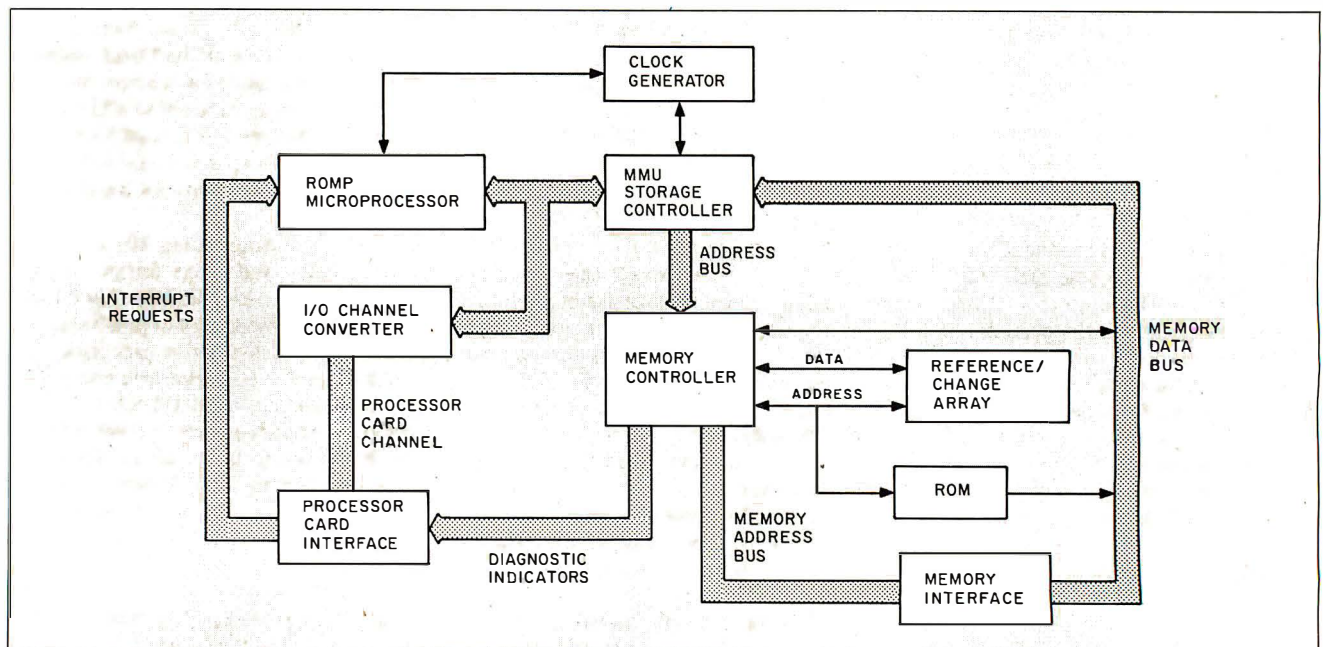 CLOCK
GENERATOR
ROMP
MICROPROCESSOR
MMU
STORAGE
CONTROLLER
ADDRESS
BUS
INTERRUPT
REQUESTS
I/O CHANNEL
CONVERTER
MEMORY
CONTROLLER
DATA
ADDRESS
REFERENCE/
CHANGE
ARRAY
MEMORY
DATA
BUS
PROCESSOR
CARD
CHANNEL
ROM
PROCESSOR
CARD
INTERFACE
DIAGNOSTIC
INDICATORS
MEMORY
ADDRESS
BUS
MEMORY
INTERFACE